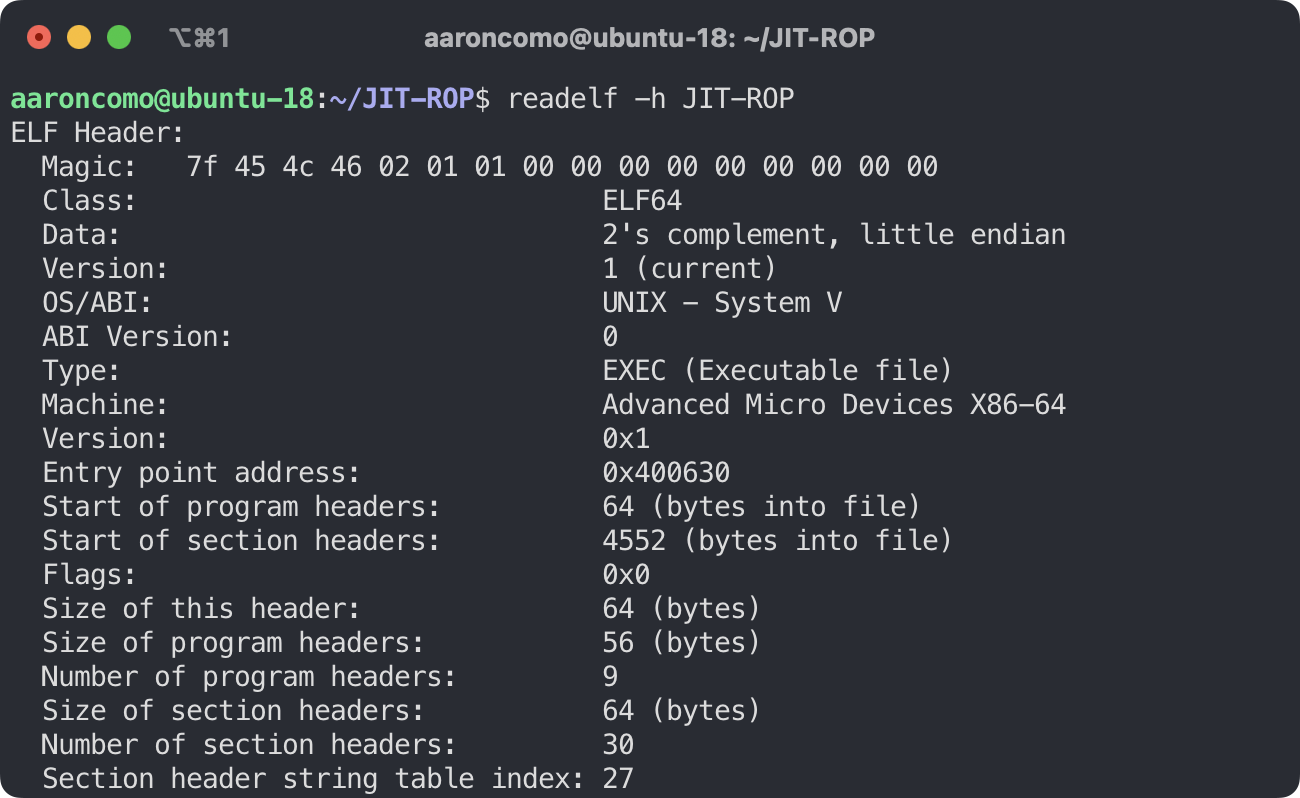 ⌥⌘1 aaroncomo@ubuntu-18: ~/JIT-ROP
aaroncomo@ubuntu-18:~/JIT-ROP$ readelf -h JIT-ROP
ELF Header:
  Magic:   7f 45 4c 46 02 01 01 00 00 00 00 00 00 00 00 00
  Class:                             ELF64
  Data:                              2's complement, little endian
  Version:                           1 (current)
  OS/ABI:                            UNIX - System V
  ABI Version:                       0
  Type:                              EXEC (Executable file)
  Machine:                           Advanced Micro Devices X86-64
  Version:                           0x1
  Entry point address:               0x400630
  Start of program headers:          64 (bytes into file)
  Start of section headers:          4552 (bytes into file)
  Flags:                             0x0
  Size of this header:               64 (bytes)
  Size of program headers:           56 (bytes)
  Number of program headers:         9
  Size of section headers:           64 (bytes)
  Number of section headers:         30
  Section header string table index: 27